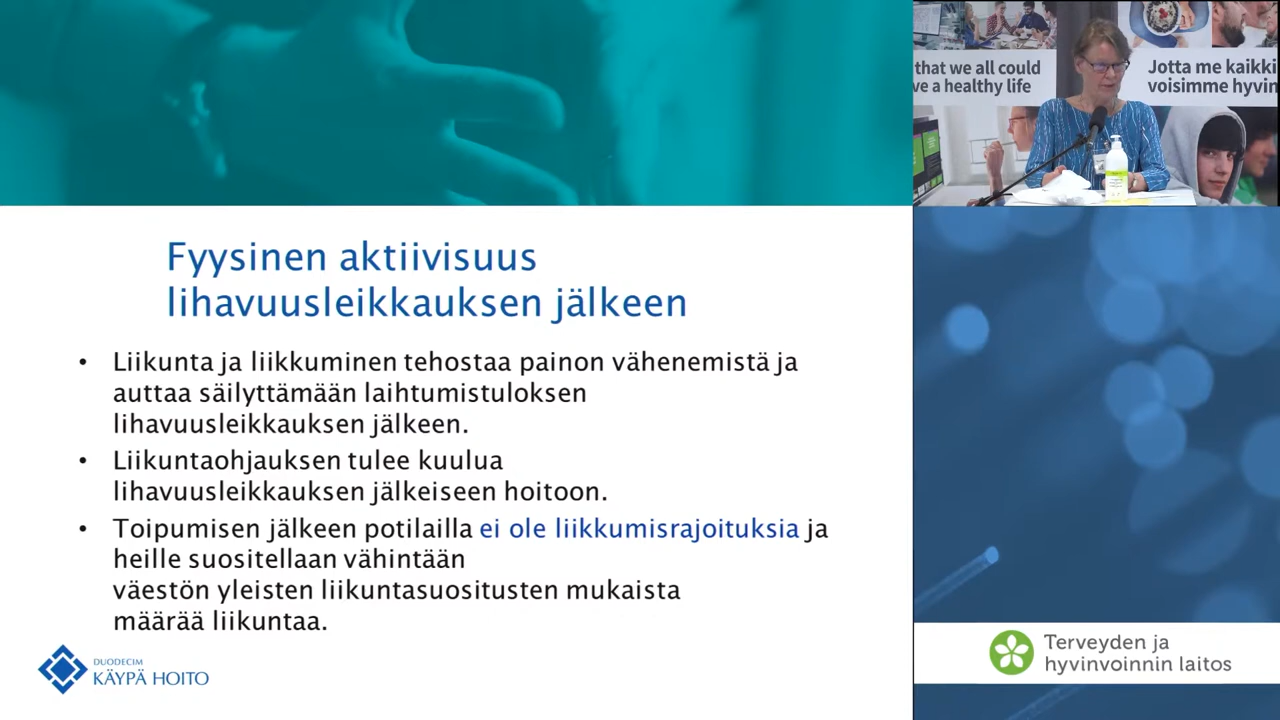 that we all could
ve a healthy life
Jotta me kaikki
voisimme hyvin
Fyysinen aktiivisuus
lihavuusleikkauksen jälkeen
• Liikunta ja liikkuminen tehostaa painon vähenemistä ja
auttaa säilyttämään laihtumistuloksen
lihavuusleikkauksen jälkeen.
• Liikuntaohjauksen tulee kuulua
lihavuusleikkauksen jälkeiseen hoitoon.
• Toipumisen jälkeen potilailla ei ole liikkumisrajoituksia ja
heille suositellaan vähintään
väestön yleisten liikuntasuositusten mukaista
määrää liikuntaa.
DUODECIM
KÄYPÄ HOITO
Terveyden ja
hyvinvoinnin laitos